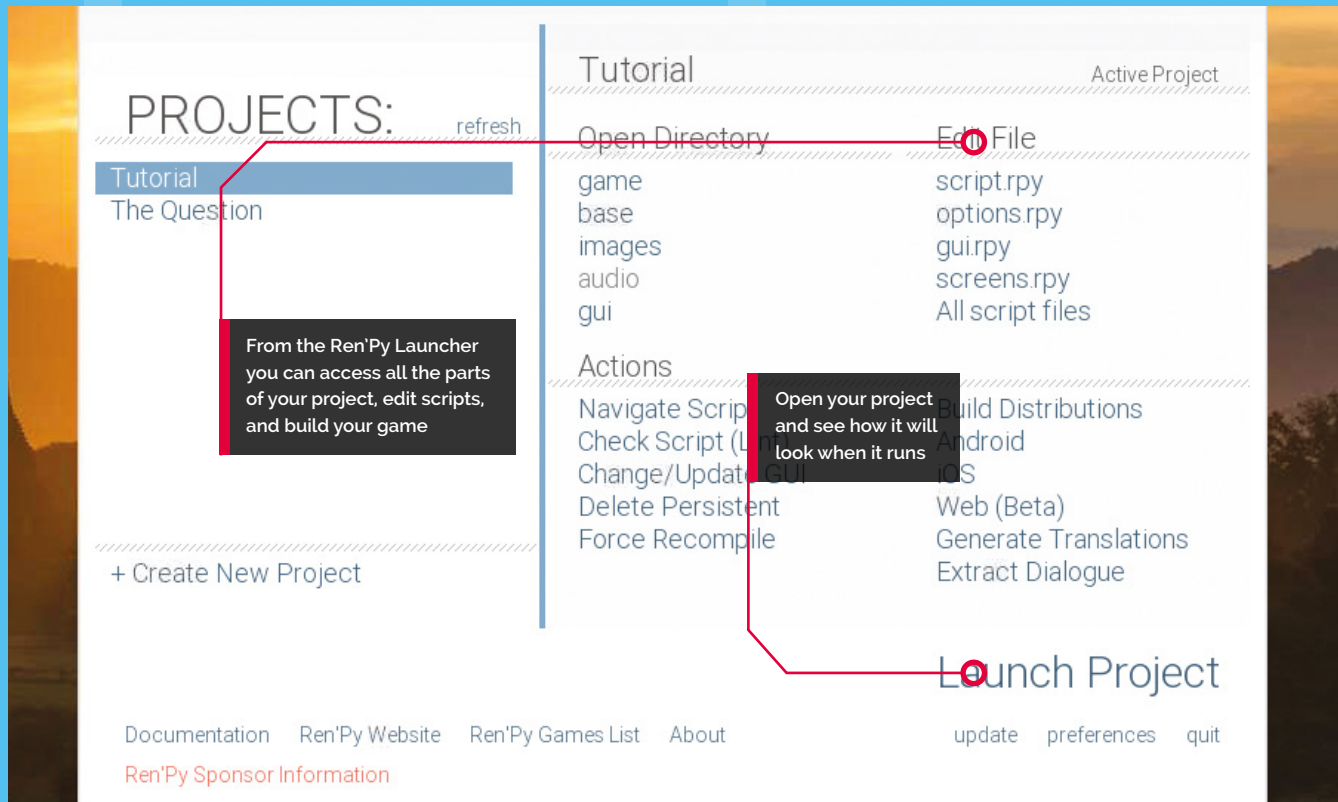 PROJECTS:
refresh
Tutorial
The Question
From the Ren'Py Launcher
you can access all the parts
of your project, edit scripts,
and build your game
+ Create New Project
Tutorial
Active Project
Open Directory
game
base
images
audio
gui
Edit File
script.rpy
options.rpy
gui.rpy
screens.rpy
All script files
Actions
Navigate Scrip
Check Script (Lint)
Change/Update GUI
Delete Persistent
Force Recompile
Open your project
and see how it will
look when it runs
Build Distributions
Android
iOS
Web (Beta)
Generate Translations
Extract Dialogue
Launch Project
Documentation
Ren'Py Website
Ren'Py Games List
About
update
preferences
quit
Ren'Py Sponsor Information